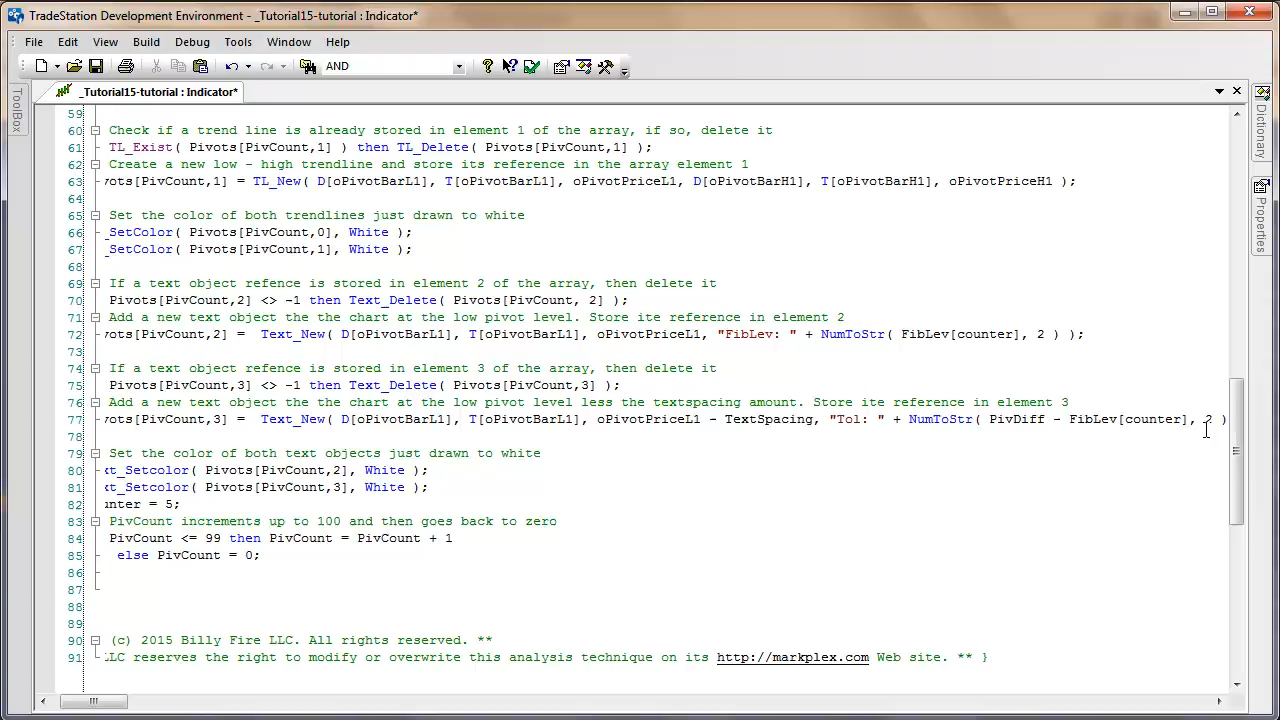 TradeStation Development Environment - _Tutorial15-tutorial : Indicator*
File Edit View Build Debug Tools Window Help
AND
ToolBox
_Tutorial15-tutorial : Indicator*
Dictionary
Properties
59
60 Check if a trend line is already stored in element 1 of the array, if so, delete it
61 TL_Exist( Pivots[PivCount,1] ) then TL_Delete( Pivots[PivCount,1] );
62 Create a new low - high trendline and store its reference in the array element 1
63 ots[PivCount,1] = TL_New( D[oPivotBarL1], T[oPivotBarL1], oPivotPriceL1, D[oPivotBarH1], T[oPivotBarH1], oPivotPriceH1 );
64
65 Set the color of both trendlines just drawn to white
66 _SetColor( Pivots[PivCount,0], White );
67 _SetColor( Pivots[PivCount,1], White );
68
69 If a text object refence is stored in element 2 of the array, then delete it
70 Pivots[PivCount,2] <> -1 then Text_Delete( Pivots[PivCount, 2] );
71 Add a new text object the the chart at the low pivot level. Store ite reference in element 2
72 ots[PivCount,2] =  Text_New( D[oPivotBarL1], T[oPivotBarL1], oPivotPriceL1, "FibLev: " + NumToStr( FibLev[counter], 2 ) );
73
74 If a text object refence is stored in element 3 of the array, then delete it
75 Pivots[PivCount,3] <> -1 then Text_Delete( Pivots[PivCount,3] );
76 Add a new text object the the chart at the low pivot level less the textspacing amount. Store ite reference in element 3
77 ots[PivCount,3] =  Text_New( D[oPivotBarL1], T[oPivotBarL1], oPivotPriceL1 - TextSpacing, "Tol: " + NumToStr( PivDiff - FibLev[counter], 2 )
78
79 Set the color of both text objects just drawn to white
80 xt_Setcolor( Pivots[PivCount,2], White );
81 xt_Setcolor( Pivots[PivCount,3], White );
82 unter = 5;
83 PivCount increments up to 100 and then goes back to zero
84 PivCount <= 99 then PivCount = PivCount + 1
85 else PivCount = 0;
86
87
88
89
90 (c) 2015 Billy Fire LLC. All rights reserved. **
91 LLC reserves the right to modify or overwrite this analysis technique on its http://markplex.com Web site. ** }